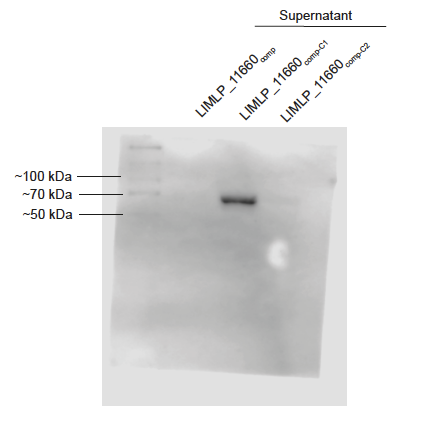 Supernatant
LIMLP_11660comp
LIMLP_11660comp-C1
LIMLP_11660comp-C2
~100 kDa
~70 kDa
~50 kDa